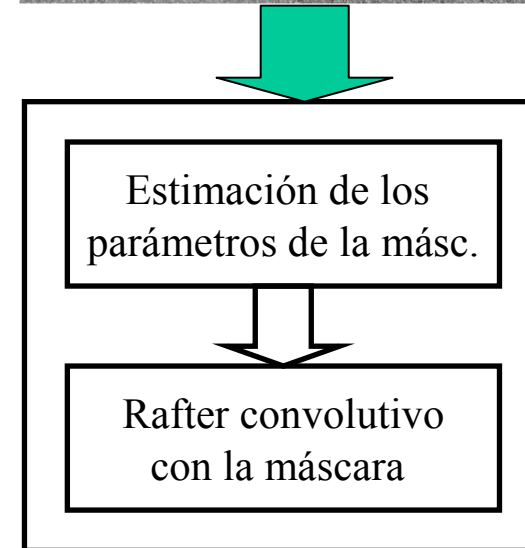 Estimación de los
parámetros de la másc.
Rafter convolutivo
con la máscara